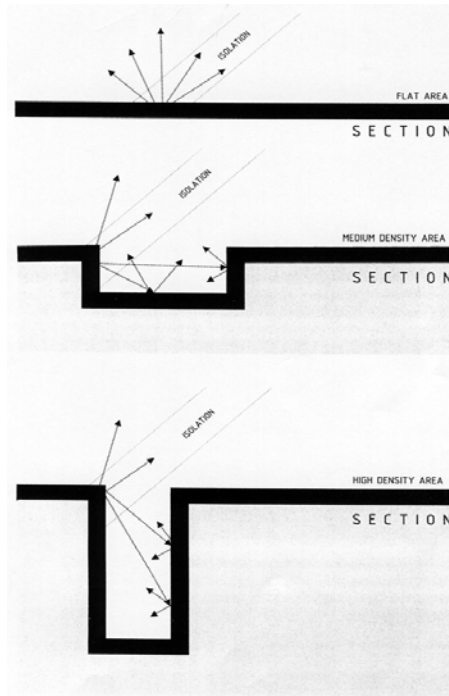 ISOLATION
FLAT AREA
SECTION
ISOLATION
MEDIUM DENSITY AREA
SECTION
ISOLATION
HIGH DENSITY AREA
SECTION